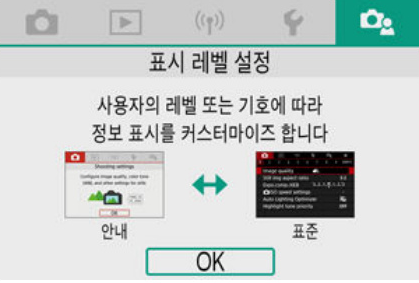 표시 레벨 설정
사용자의 레벨 또는 기호에 따라
정보 표시를 커스터마이즈 합니다
Shooting settings
Configure image quality, color tone
(WB), and other settings for stills
OK
Image quality
Still img aspect ratio 3:2
Expo.comp./AEB
ISO speed settings
Auto Lighting Optimizer
Highlight tone priority OFF
안내
표준
OK